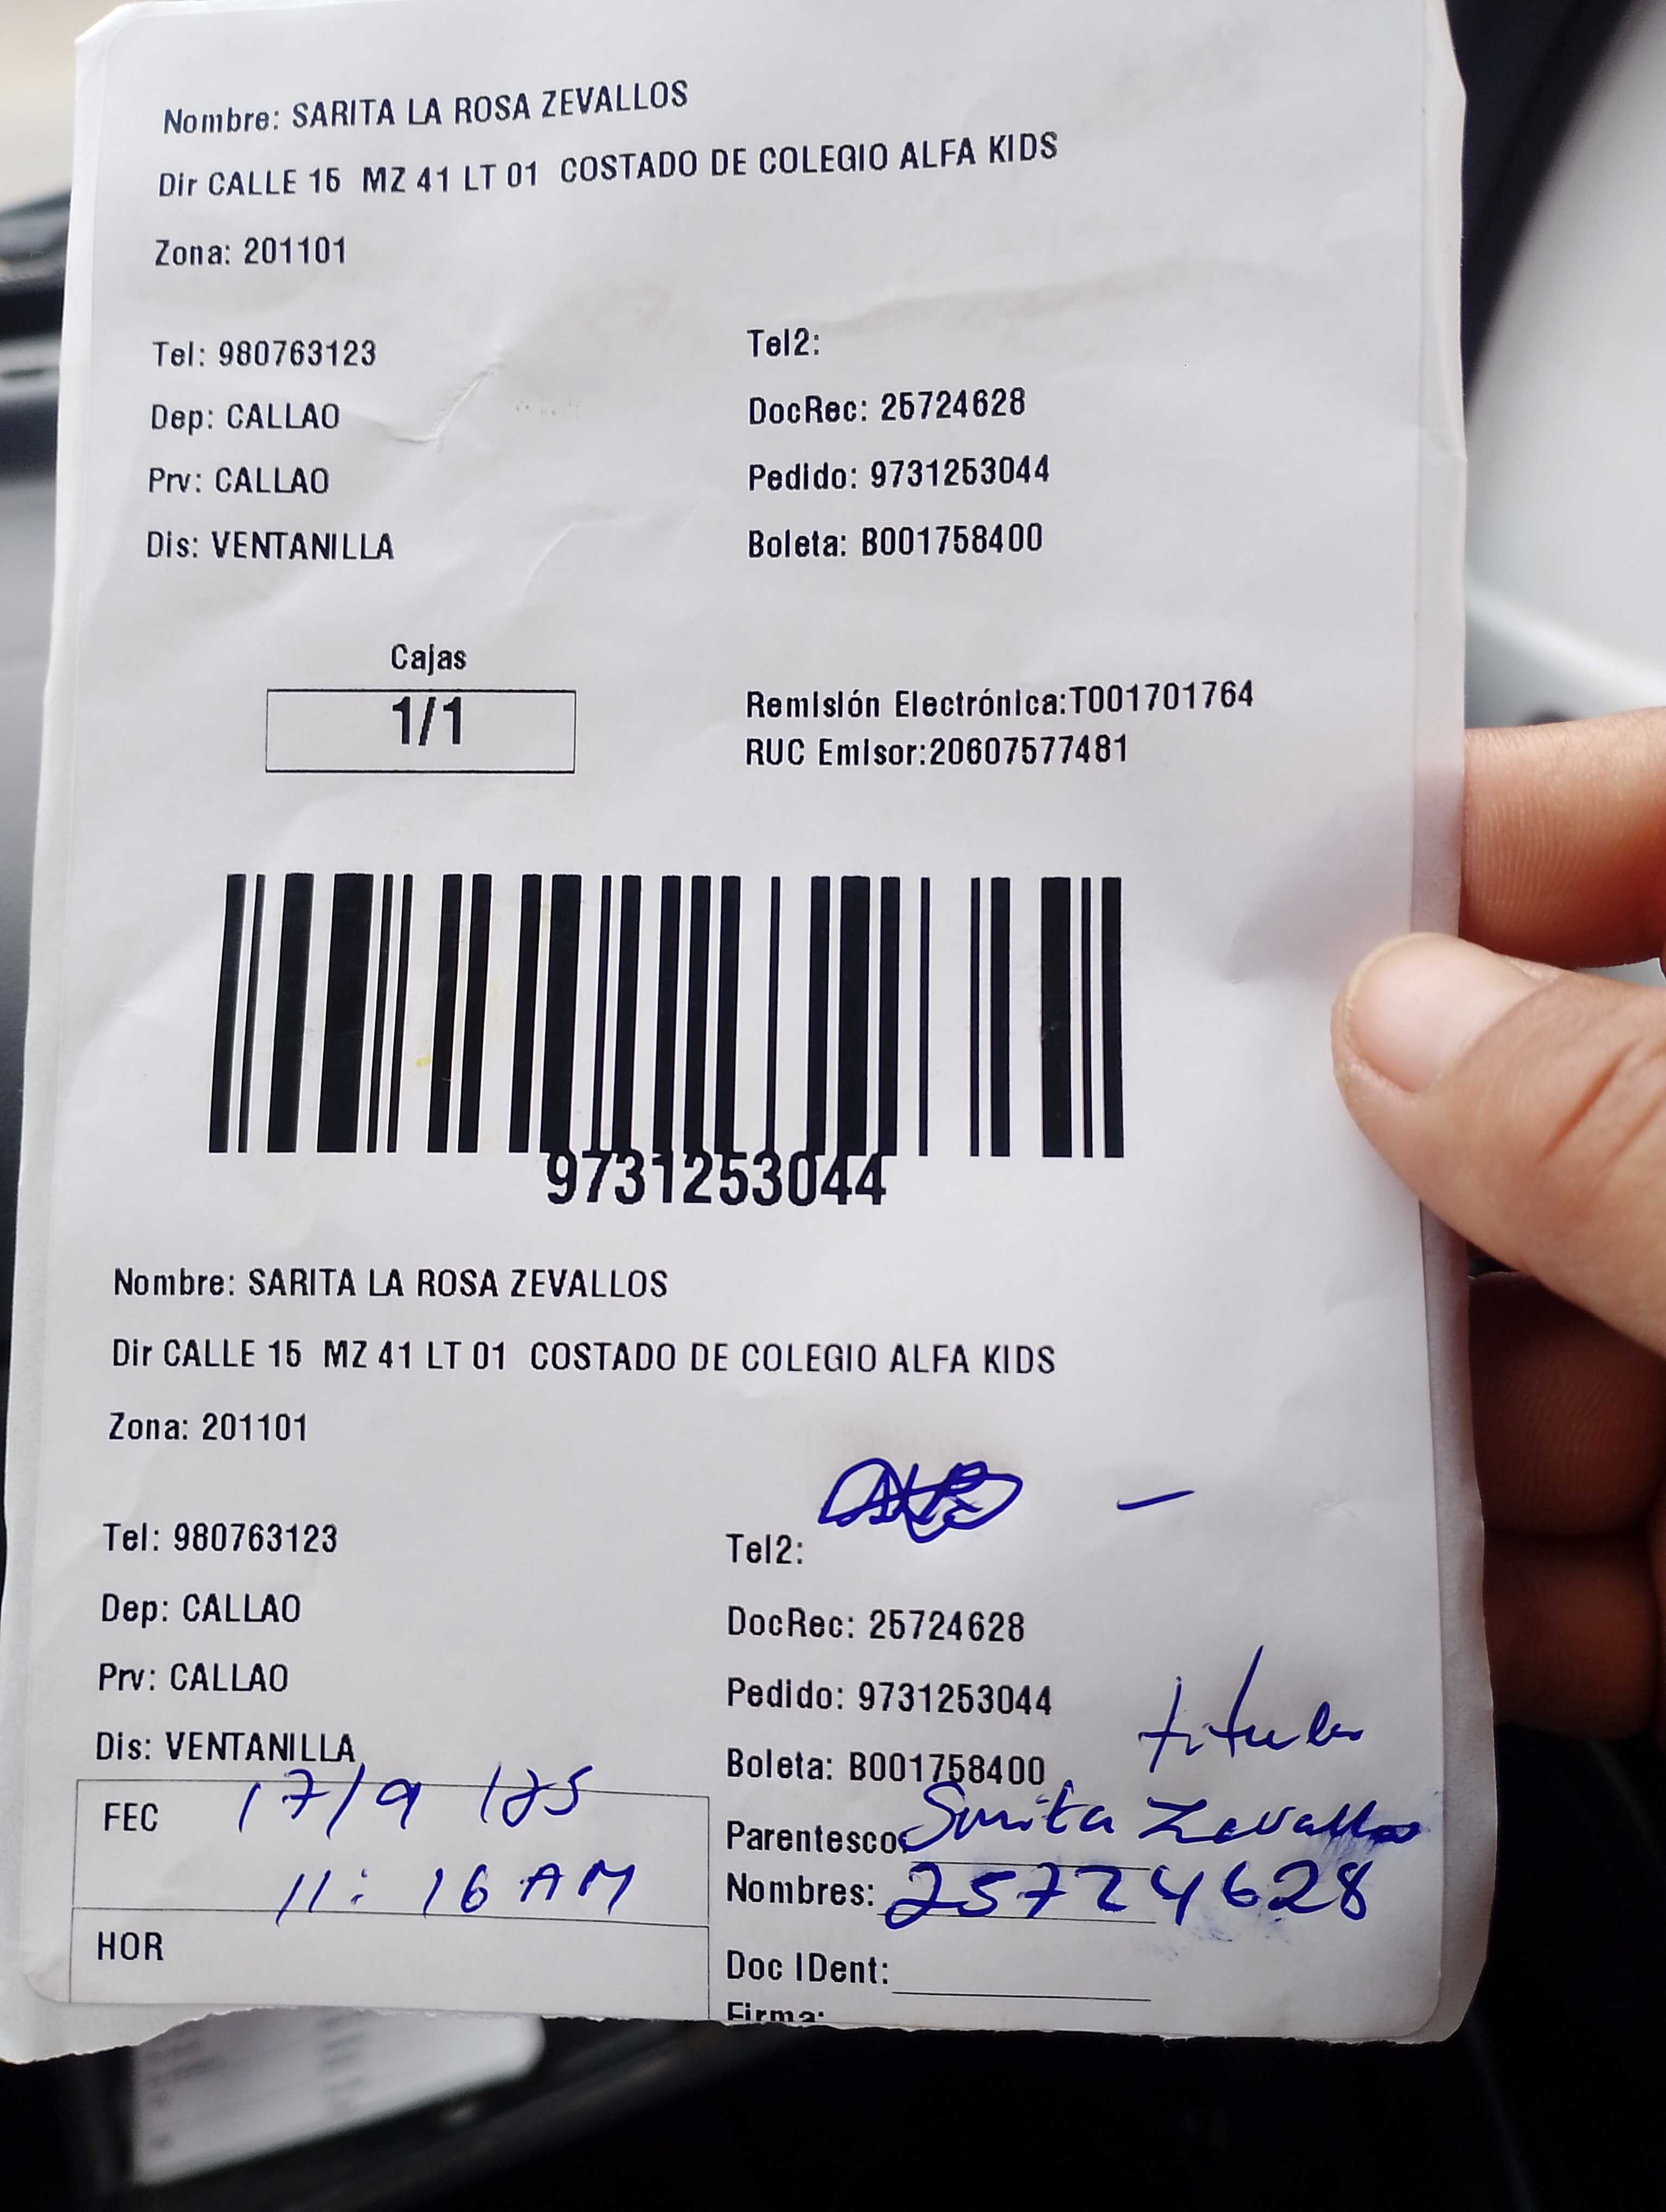 Nombre: SARITA LA ROSA ZEVALLOS
Dir CALLE 15 MZ 41 LT 01 COSTADO DE COLEGIO ALFA KIDS
Zona: 201101
Tel: 980763123
Tel2:
Dep: CALLAO
DocRec: 25724628
Prv: CALLAO
Pedido: 9731253044
Dis: VENTANILLA
Boleta: B001758400
Cajas
1/1
Remisión Electrónica:T001701764
RUC Emisor:20607577481
9731253044
Nombre: SARITA LA ROSA ZEVALLOS
Dir CALLE 15 MZ 41 LT 01 COSTADO DE COLEGIO ALFA KIDS
Zona: 201101
Tel: 980763123
Tel2:
Dep: CALLAO
DocRec: 25724628
Prv: CALLAO
Pedido: 9731253044
titular
Dis: VENTANILLA
Boleta: B001758400
FEC 17/9/25
11:16 AM
HOR
Parentesco: Sarita Zevallos
Nombres: 25724628
Doc IDent:
Firma: